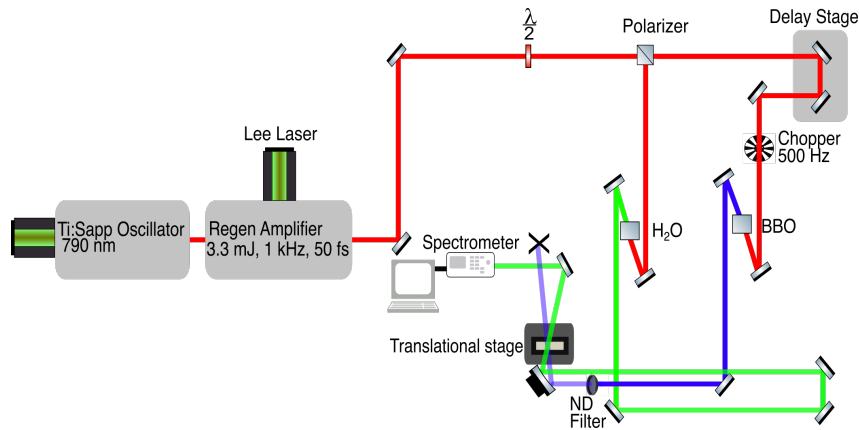 λ
2
Polarizer
Delay Stage
Lee Laser
Chopper
500 Hz
Ti:Sapp Oscillator
790 nm
Regen Amplifier
3.3 mJ, 1 kHz, 50 fs
Spectrometer
H₂O
BBO
Translational stage
ND
Filter